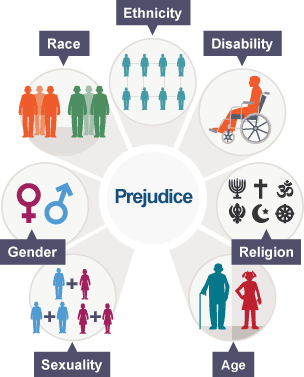 Ethnicity
Race
Disability
Prejudice
Gender
Religion
Sexuality
Age